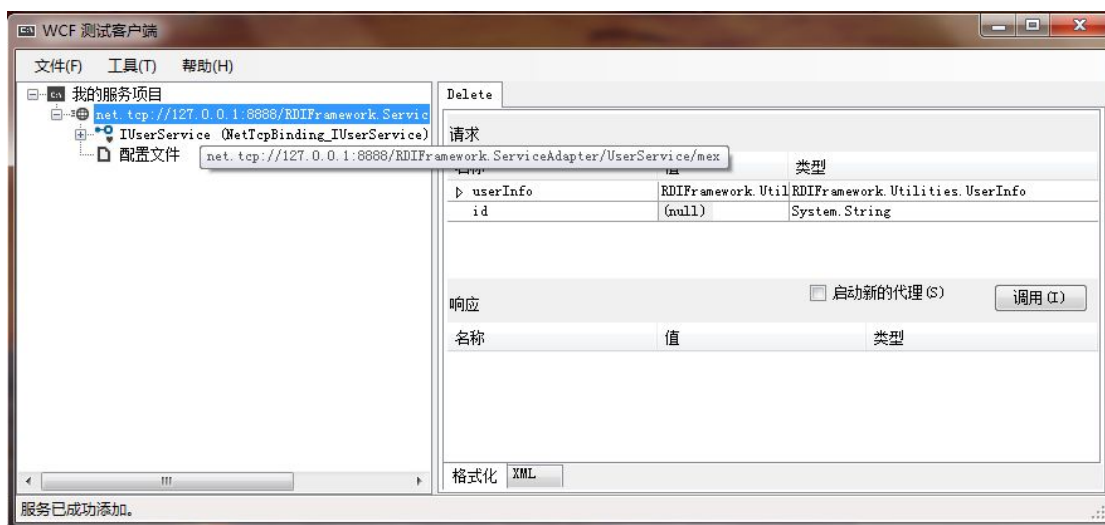 WCF 测试客户端
文件(F) 工具(T) 帮助(H)
我的服务项目
net.tcp://127.0.0.1:8888/RDIFramework.Servic
IUserService (NetTcpBinding_IUserService)
配置文件
net.tcp://127.0.0.1:8888/RDIFramework.ServiceAdapter/UserService/mex
Delete
请求
类型
userInfo RDIFramework.Util RDIFramework.Utilities.UserInfo
id (null) System.String
响应
启动新的代理(S)
调用(I)
名称 值 类型
格式化 XML
服务已成功添加。